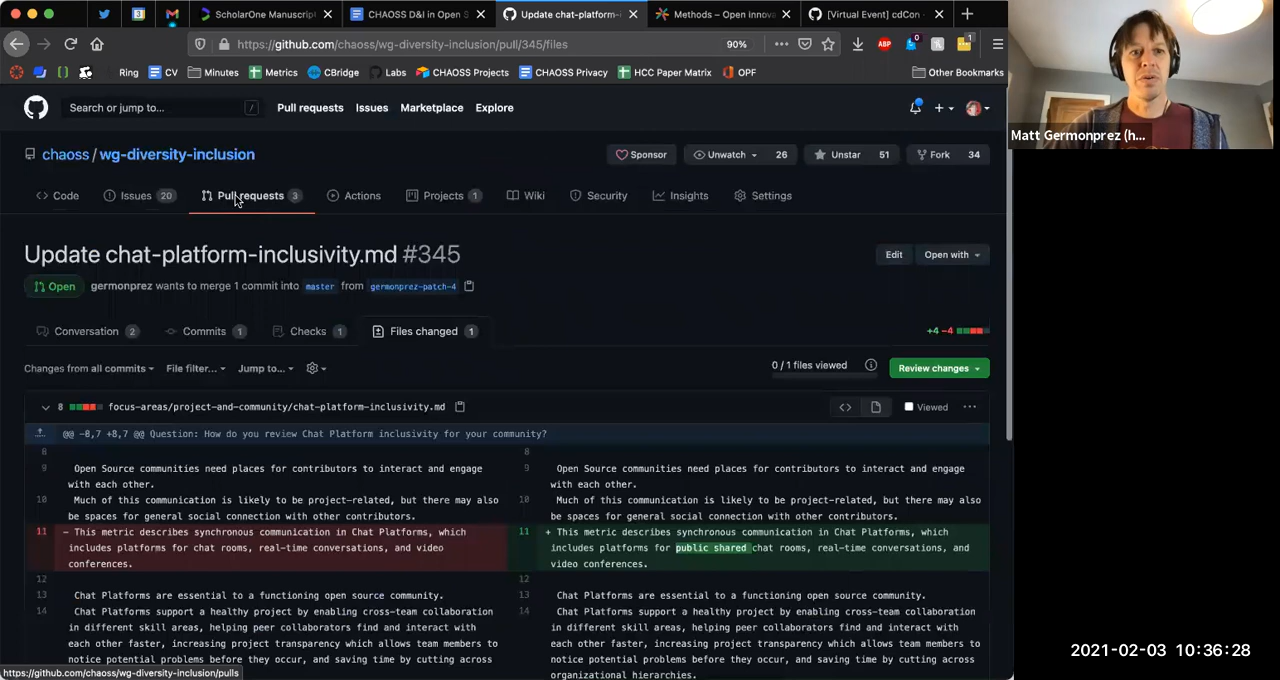 ScholarOne Manuscript
CHAOSS D&I in Open S
Update chat-platform-i
Methods – Open innova
[Virtual Event] cdCon -
https://github.com/chaoss/wg-diversity-inclusion/pull/345/files
90%
ABP
0
1
Ring
CV
Minutes
Metrics
CBridge
Labs
CHAOSS Projects
CHAOSS Privacy
HCC Paper Matrix
OPF
Other Bookmarks
Search or jump to...
/
Pull requests
Issues
Marketplace
Explore
chaoss / wg-diversity-inclusion
Sponsor
Unwatch
26
Unstar
51
Fork
34
Code
Issues 20
Pull requests 3
Actions
Projects 1
Wiki
Security
Insights
Settings
Update chat-platform-inclusivity.md #345
Edit
Open with
Open
germonprez wants to merge 1 commit into master from germonprez-patch-4
Conversation 2
Commits 1
Checks 1
Files changed 1
+4 −4
Changes from all commits
File filter...
Jump to...
0 / 1 files viewed
Review changes
8 focus-areas/project-and-community/chat-platform-inclusivity.md
Viewed
@@ -8,7 +8,7 @@ Question: How do you review Chat Platform inclusivity for your community?
8
9 Open Source communities need places for contributors to interact and engage
with each other.
10 Much of this communication is likely to be project-related, but there may also
be spaces for general social connection with other contributors.
11 - This metric describes synchronous communication in Chat Platforms, which
includes platforms for chat rooms, real-time conversations, and video
conferences.
12
13 Chat Platforms are essential to a functioning open source community.
14 Chat Platforms support a healthy project by enabling cross-team collaboration
in different skill areas, helping peer collaborators find and interact with
each other faster, increasing project transparency which allows team members to
notice potential problems before they occur, and saving time by cutting across
8
9 Open Source communities need places for contributors to interact and engage
with each other.
10 Much of this communication is likely to be project-related, but there may also
be spaces for general social connection with other contributors.
11 + This metric describes synchronous communication in Chat Platforms, which
includes platforms for public shared chat rooms, real-time conversations, and
video conferences.
12
13 Chat Platforms are essential to a functioning open source community.
14 Chat Platforms support a healthy project by enabling cross-team collaboration
in different skill areas, helping peer collaborators find and interact with
each other faster, increasing project transparency which allows team members to
notice potential problems before they occur, and saving time by cutting across
organizational hierarchies.
https://github.com/chaoss/wg-diversity-inclusion/pulls
Matt Germonprez (h...
2021-02-03 10:36:28